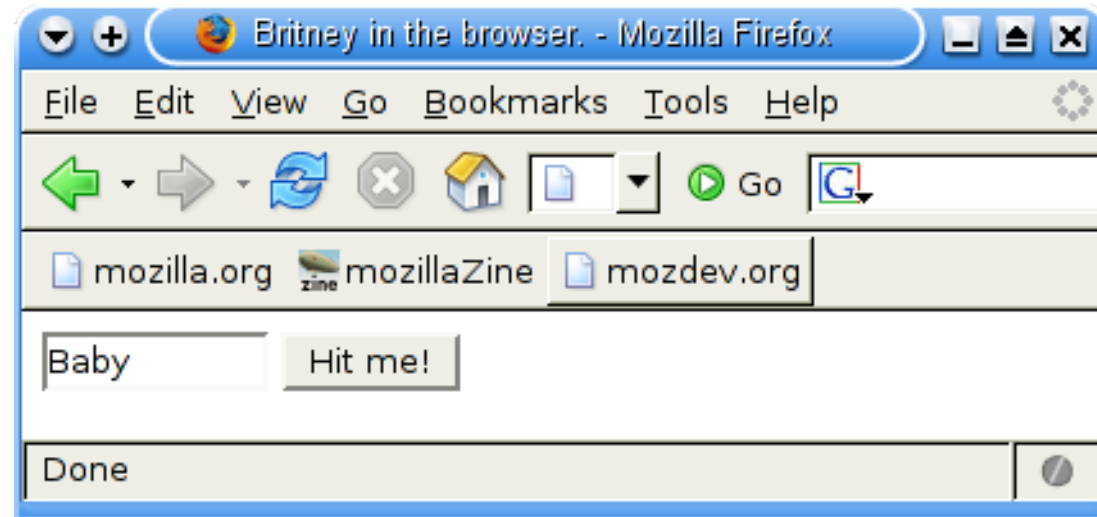 Britney in the browser. - Mozilla Firefox
File Edit View Go Bookmarks Tools Help
Go G
mozilla.org zine mozillaZine mozdev.org
Baby Hit me!
Done